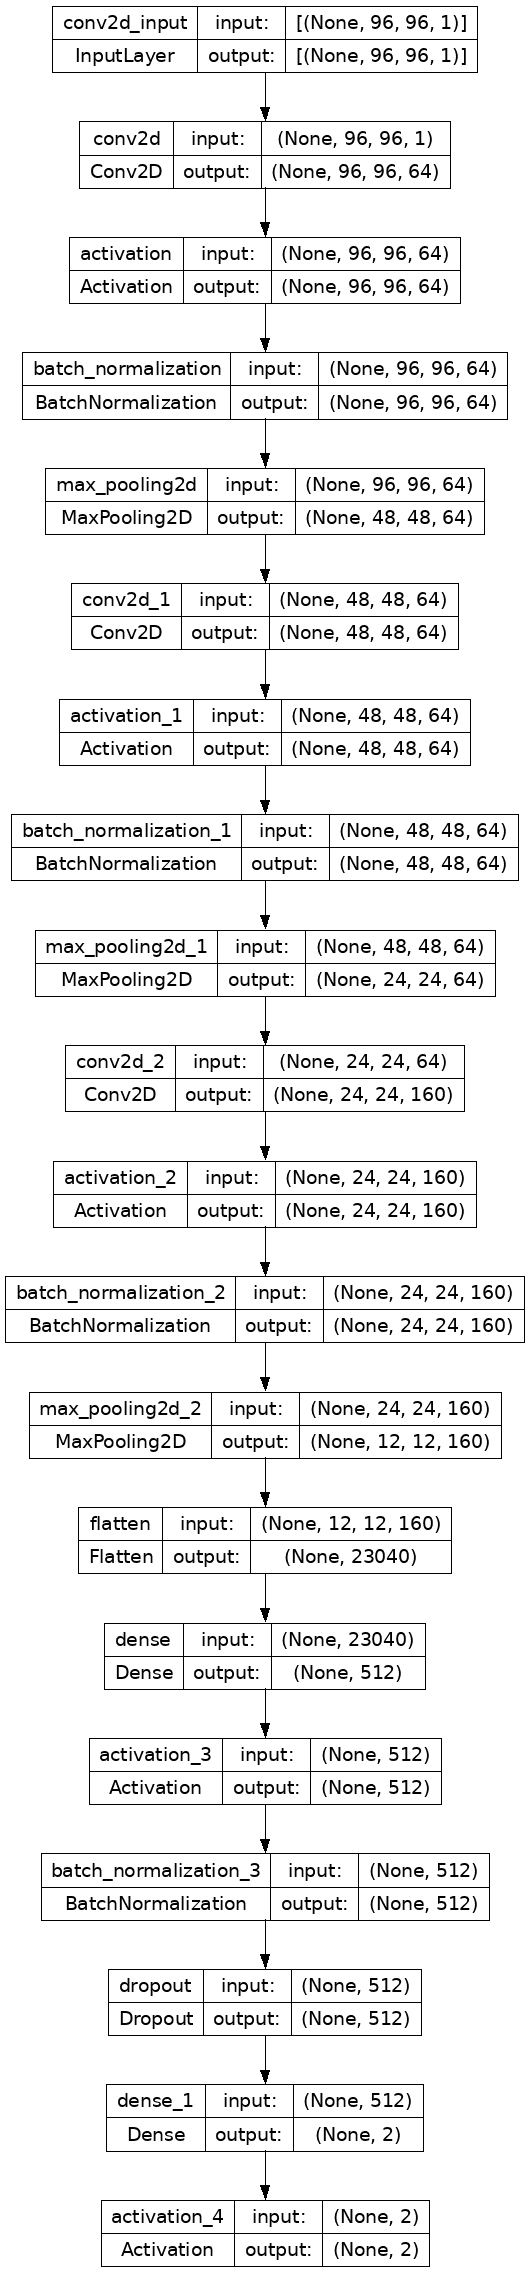 conv2d_input input: [(None, 96, 96, 1)]
InputLayer output: [(None, 96, 96, 1)]
conv2d input: (None, 96, 96, 1)
Conv2D output: (None, 96, 96, 64)
activation input: (None, 96, 96, 64)
Activation output: (None, 96, 96, 64)
batch_normalization input: (None, 96, 96, 64)
BatchNormalization output: (None, 96, 96, 64)
max_pooling2d input: (None, 96, 96, 64)
MaxPooling2D output: (None, 48, 48, 64)
conv2d_1 input: (None, 48, 48, 64)
Conv2D output: (None, 48, 48, 64)
activation_1 input: (None, 48, 48, 64)
Activation output: (None, 48, 48, 64)
batch_normalization_1 input: (None, 48, 48, 64)
BatchNormalization output: (None, 48, 48, 64)
max_pooling2d_1 input: (None, 48, 48, 64)
MaxPooling2D output: (None, 24, 24, 64)
conv2d_2 input: (None, 24, 24, 64)
Conv2D output: (None, 24, 24, 160)
activation_2 input: (None, 24, 24, 160)
Activation output: (None, 24, 24, 160)
batch_normalization_2 input: (None, 24, 24, 160)
BatchNormalization output: (None, 24, 24, 160)
max_pooling2d_2 input: (None, 24, 24, 160)
MaxPooling2D output: (None, 12, 12, 160)
flatten input: (None, 12, 12, 160)
Flatten output: (None, 23040)
dense input: (None, 23040)
Dense output: (None, 512)
activation_3 input: (None, 512)
Activation output: (None, 512)
batch_normalization_3 input: (None, 512)
BatchNormalization output: (None, 512)
dropout input: (None, 512)
Dropout output: (None, 512)
dense_1 input: (None, 512)
Dense output: (None, 2)
activation_4 input: (None, 2)
Activation output: (None, 2)